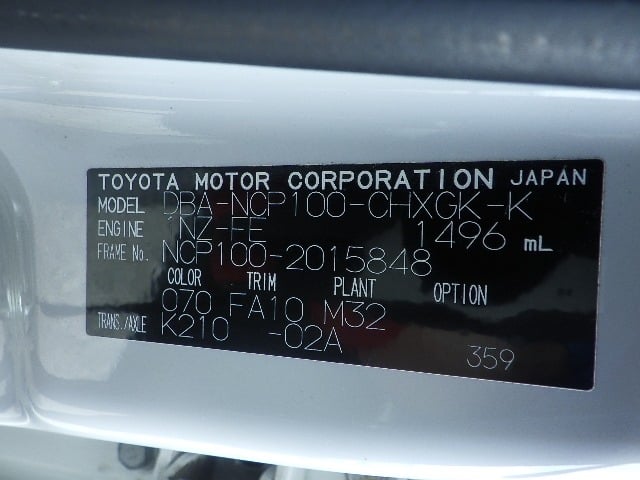 TOYOTA MOTOR CORPORATION JAPAN
MODEL DBA-NCP100-CHXGK-K
ENGINE 1NZ-FE 1496 mL
FRAME No. NCP100-2015848
COLOR TRIM PLANT OPTION
070 FA10 M32
TRANS./AXLE K210 -02A
359